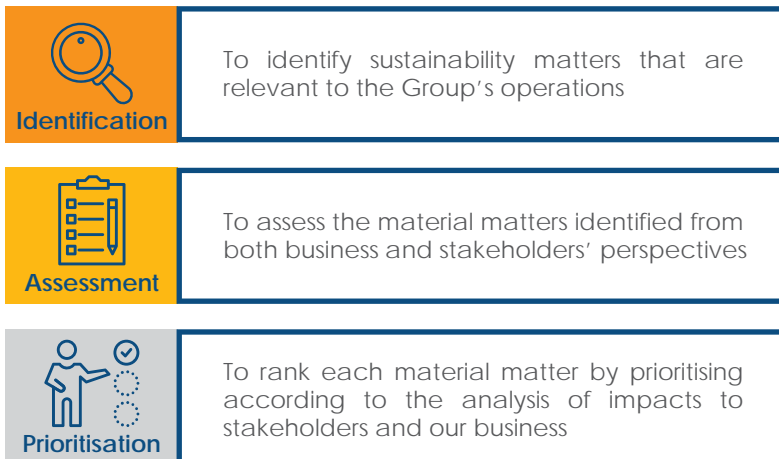 Identification
To identify sustainability matters that are
relevant to the Group's operations
Assessment
To assess the material matters identified from
both business and stakeholders' perspectives
Prioritisation
To rank each material matter by prioritising
according to the analysis of impacts to
stakeholders and our business